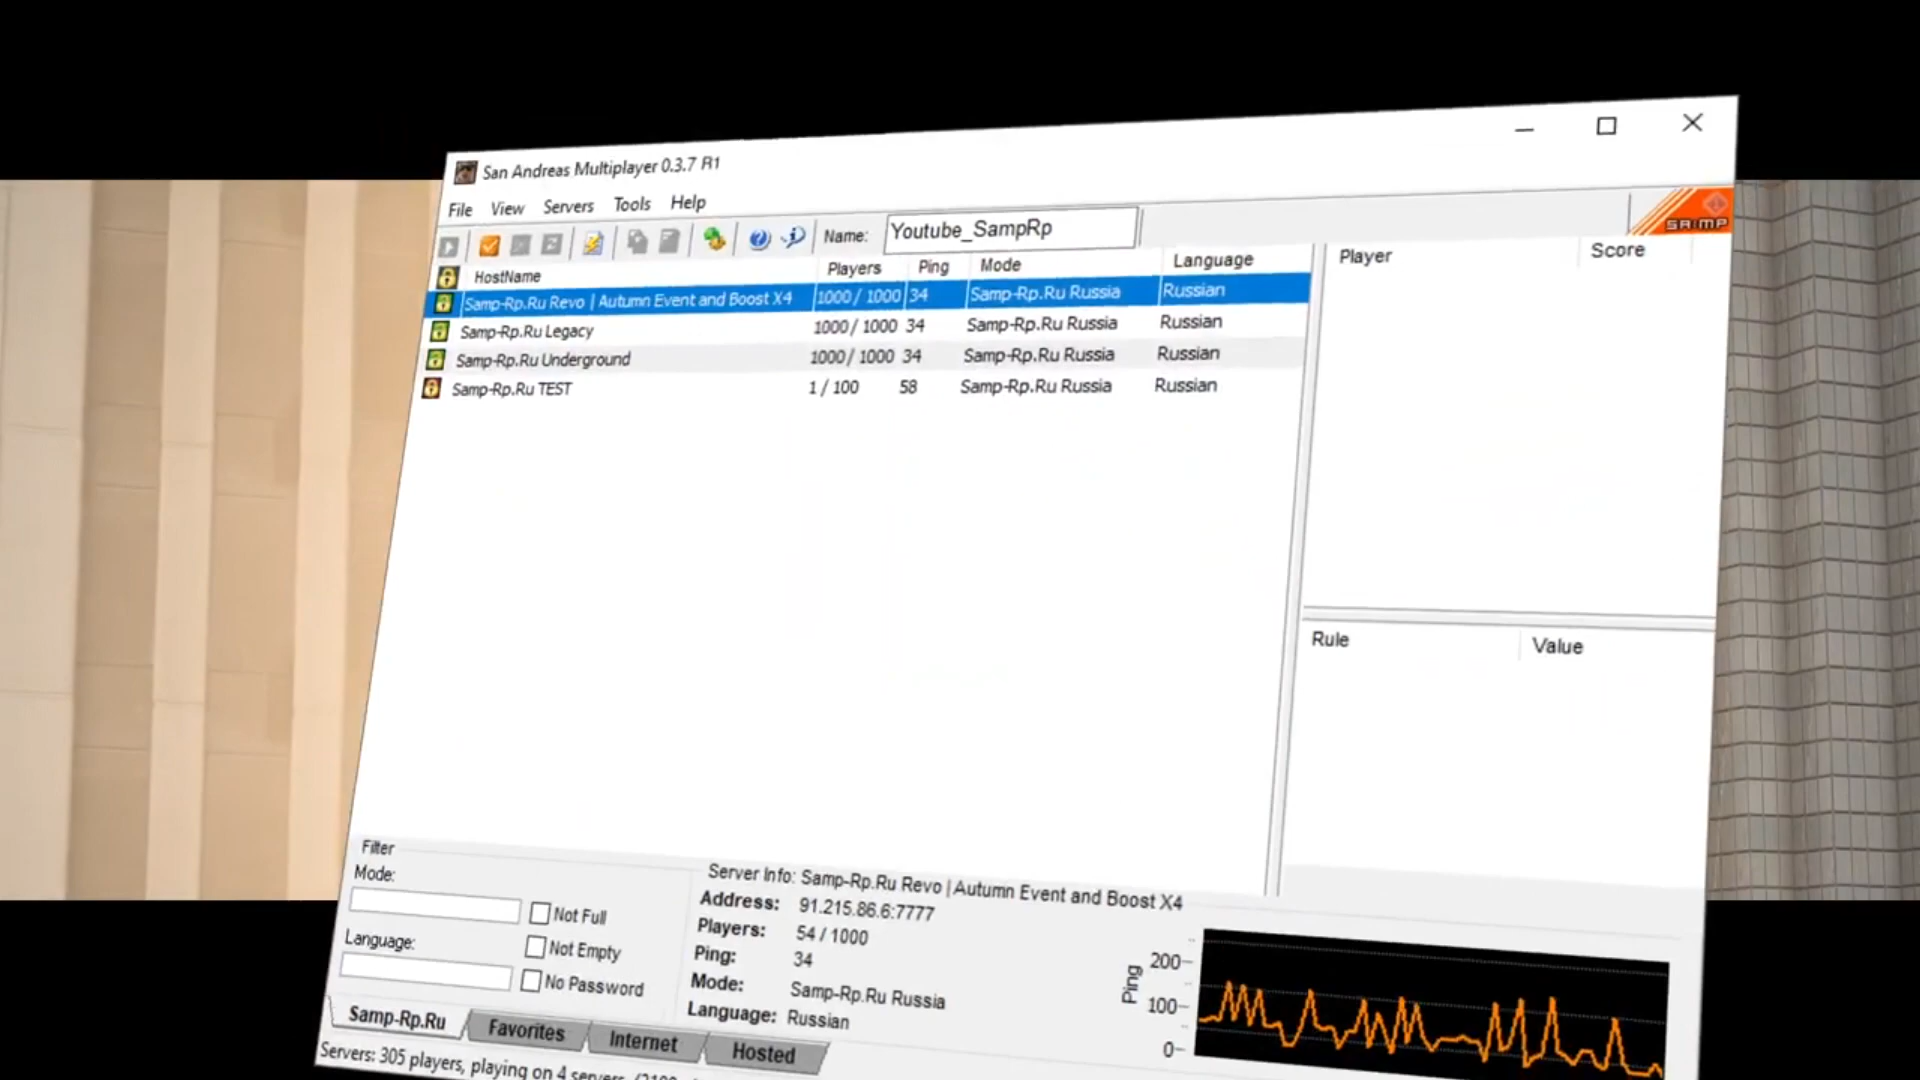 San Andreas Multiplayer 0.3.7 R1
File View Servers Tools Help
Name: Youtube_SampRp
SA:MP
HostName Players Ping Mode Language
Samp-Rp.Ru Revo | Autumn Event and Boost X4 1000 / 1000 34 Samp-Rp.Ru Russia Russian
Samp-Rp.Ru Legacy 1000 / 1000 34 Samp-Rp.Ru Russia Russian
Samp-Rp.Ru Underground 1000 / 1000 34 Samp-Rp.Ru Russia Russian
Samp-Rp.Ru TEST 1 / 100 58 Samp-Rp.Ru Russia Russian
Player Score
Rule Value
Filter
Mode:
Not Full
Language:
Not Empty
No Password
Server Info: Samp-Rp.Ru Revo | Autumn Event and Boost X4
Address: 91.215.86.6:7777
Players: 54 / 1000
Ping: 34
Mode: Samp-Rp.Ru Russia
Language: Russian
Ping
200
100
0
Samp-Rp.Ru Favorites Internet Hosted
Servers: 305 players, playing on 4 servers.